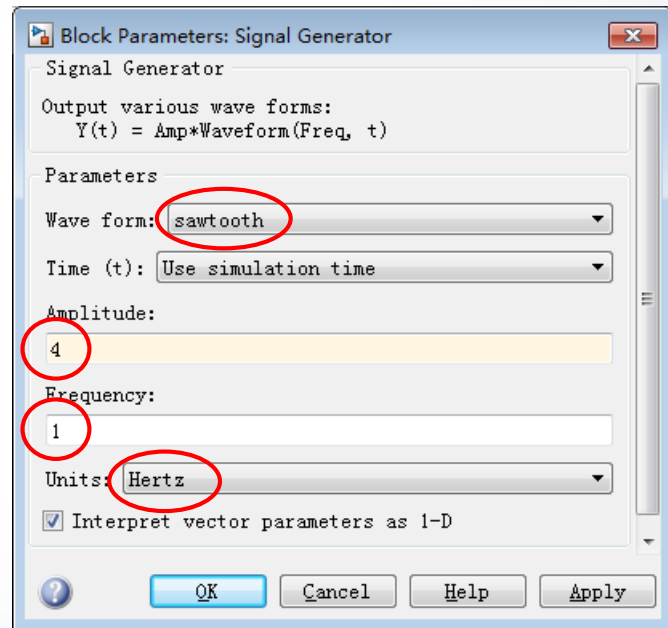 Block Parameters: Signal Generator
Signal Generator
Output various wave forms:
Y(t) = Amp*Waveform(Freq, t)
Parameters
Wave form: sawtooth
Time (t): Use simulation time
Amplitude:
4
Frequency:
1
Units: Hertz
Interpret vector parameters as 1-D
OK Cancel Help Apply